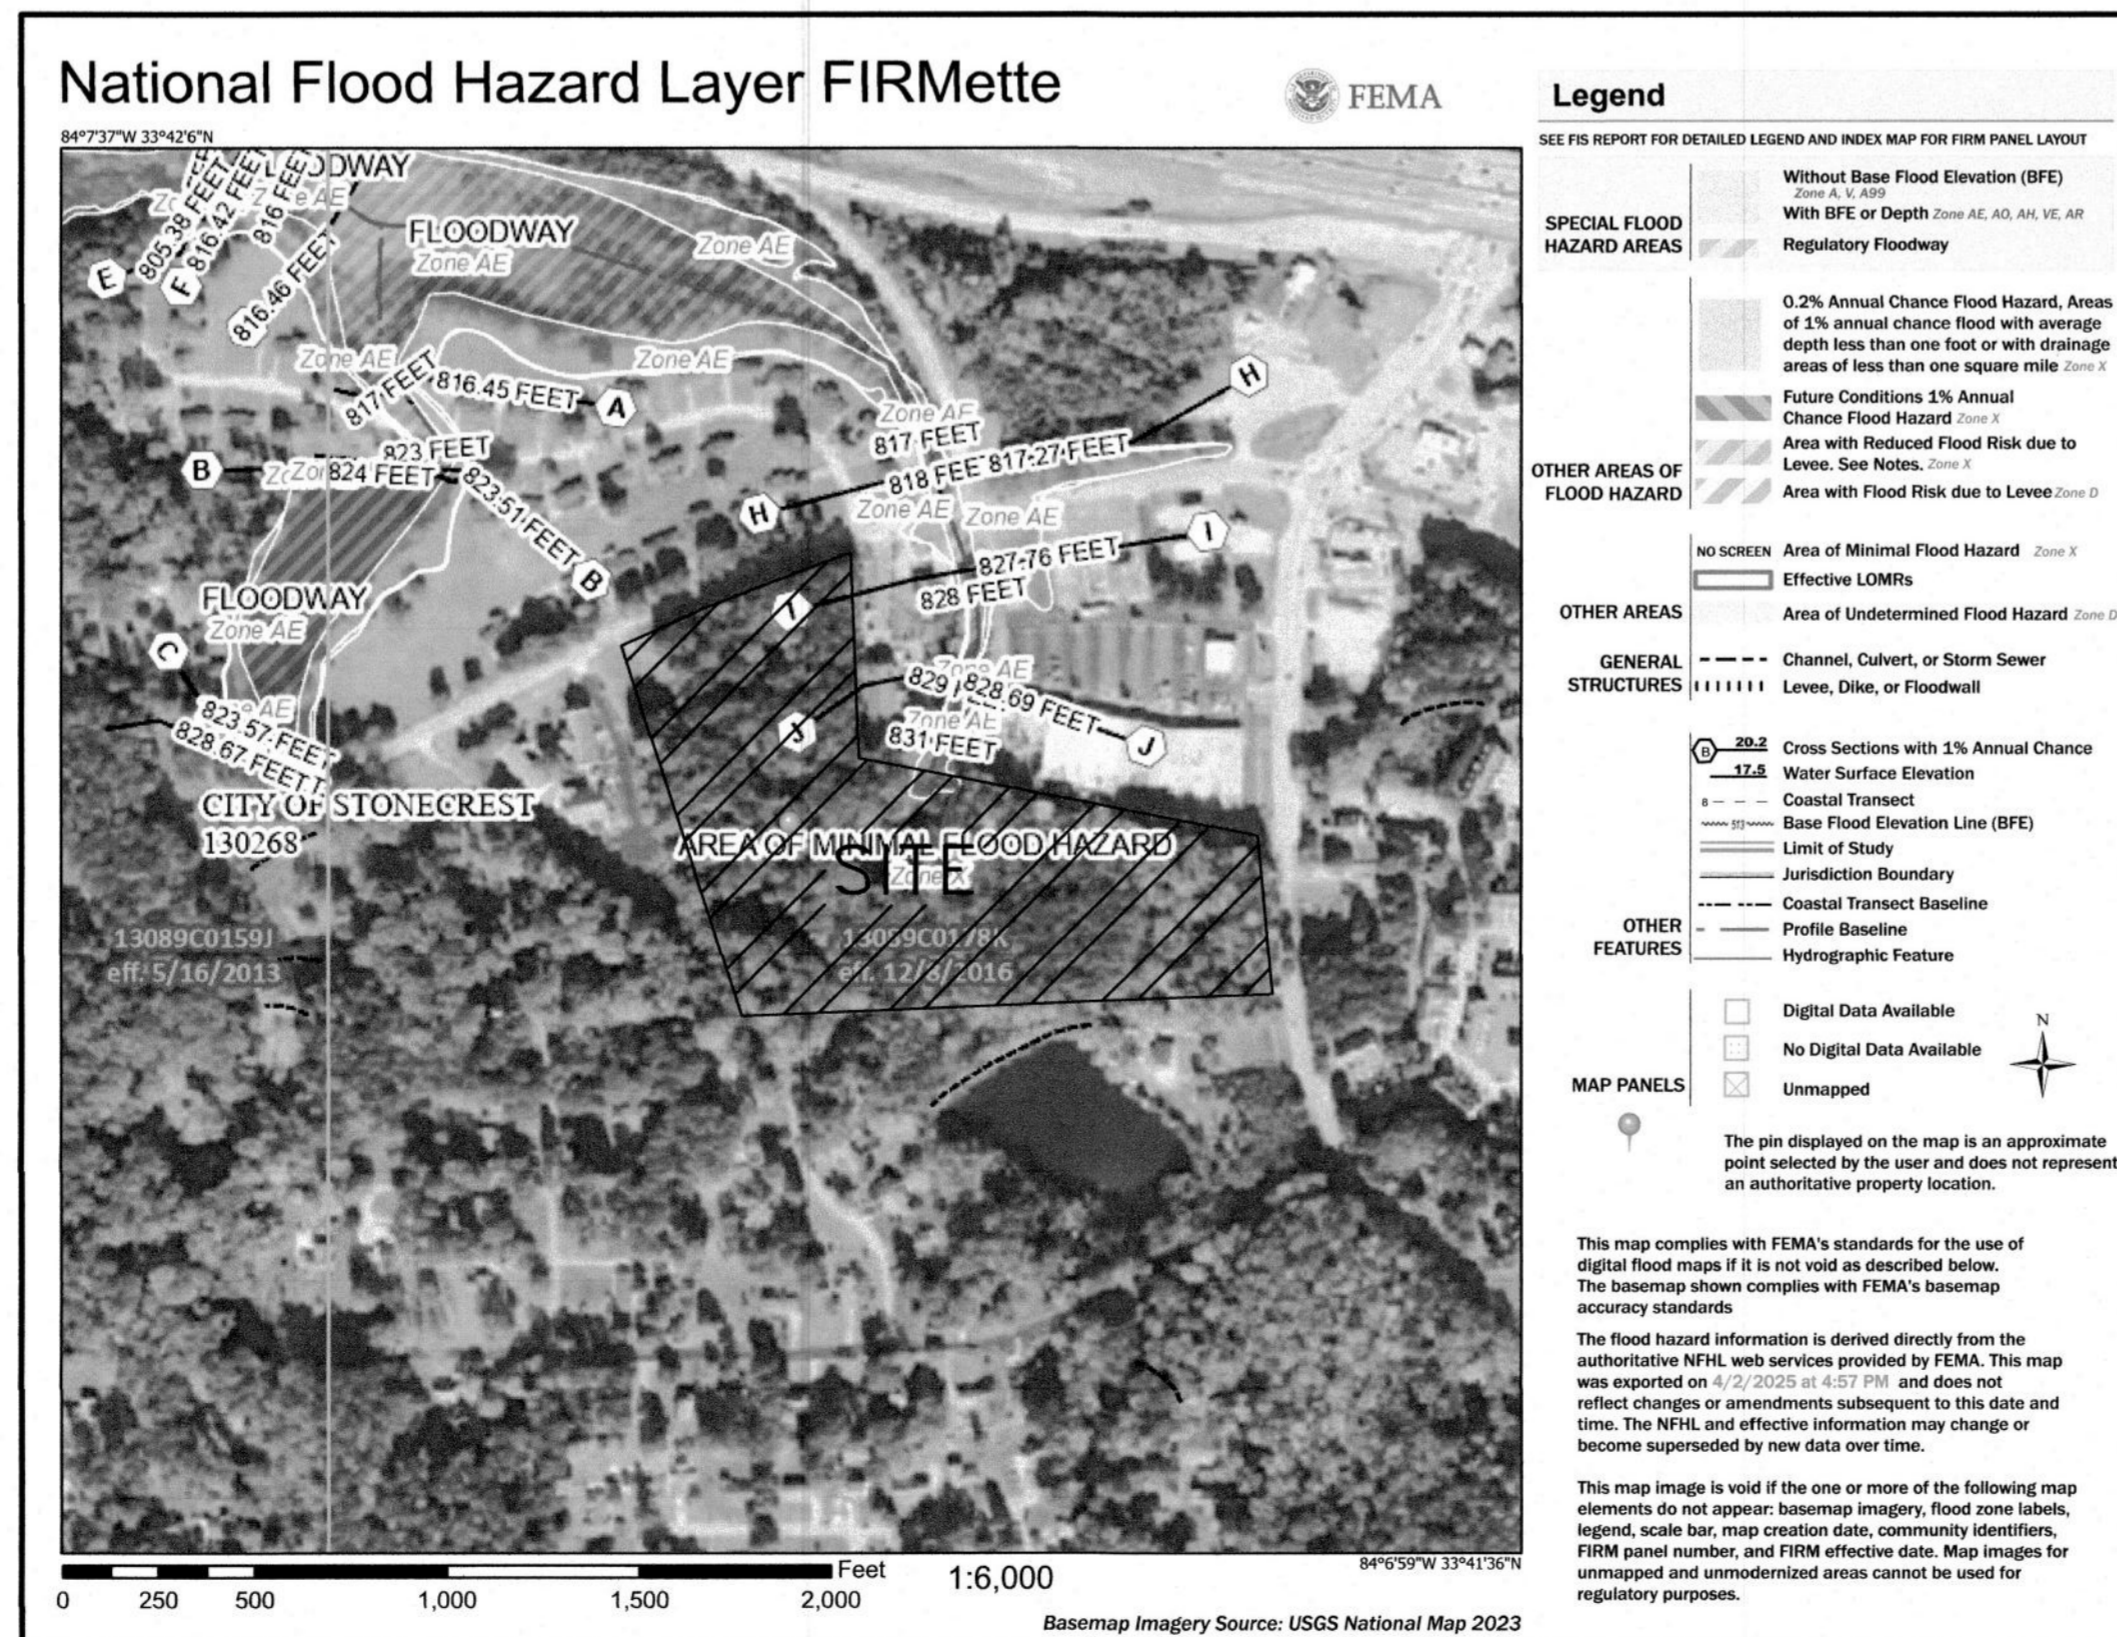 National Flood Hazard Layer FIRMette
FEMA
84°7'37"W 33°42'6"N
FLOODWAY
Zone AE
805.38 FEET
816.42 FEET
816 FEET
816.46 FEET
E
F
FLOODWAY
Zone AE
Zone AE
Zone AE
Zone AE
817 FEET
816.45 FEET
A
H
Zone AE
817 FEET
818 FEE
817.27 FEET
H
B
823 FEET
824 FEET
823.51 FEET
B
Zone AE
Zone AE
I
827.76 FEET
828 FEET
I
FLOODWAY
Zone AE
C
Zone AE
829
828.69 FEET
J
J
Zone AE
831 FEET
AE
823.57 FEET
828.67 FEET
CITY OF STONECREST
130268
AREA OF MINIMAL FLOOD HAZARD
Zone X
SITE
13089C0159J
eff. 5/16/2013
13089C0178K
eff. 12/8/2016
84°6'59"W 33°41'36"N
Feet
1:6,000
0 250 500 1,000 1,500 2,000
Basemap Imagery Source: USGS National Map 2023
Legend
SEE FIS REPORT FOR DETAILED LEGEND AND INDEX MAP FOR FIRM PANEL LAYOUT
SPECIAL FLOOD
HAZARD AREAS
Without Base Flood Elevation (BFE)
Zone A, V, A99
With BFE or Depth Zone AE, AO, AH, VE, AR
Regulatory Floodway
OTHER AREAS OF
FLOOD HAZARD
0.2% Annual Chance Flood Hazard, Areas
of 1% annual chance flood with average
depth less than one foot or with drainage
areas of less than one square mile Zone X
Future Conditions 1% Annual
Chance Flood Hazard Zone X
Area with Reduced Flood Risk due to
Levee. See Notes. Zone X
Area with Flood Risk due to Levee Zone D
OTHER AREAS
NO SCREEN Area of Minimal Flood Hazard Zone X
Effective LOMRs
Area of Undetermined Flood Hazard Zone D
GENERAL
STRUCTURES
Channel, Culvert, or Storm Sewer
Levee, Dike, or Floodwall
OTHER
FEATURES
B 20.2 Cross Sections with 1% Annual Chance
17.5 Water Surface Elevation
8 Coastal Transect
513 Base Flood Elevation Line (BFE)
Limit of Study
Jurisdiction Boundary
Coastal Transect Baseline
Profile Baseline
Hydrographic Feature
MAP PANELS
Digital Data Available
No Digital Data Available
Unmapped
N
The pin displayed on the map is an approximate
point selected by the user and does not represent
an authoritative property location.
This map complies with FEMA's standards for the use of
digital flood maps if it is not void as described below.
The basemap shown complies with FEMA's basemap
accuracy standards
The flood hazard information is derived directly from the
authoritative NFHL web services provided by FEMA. This map
was exported on 4/2/2025 at 4:57 PM and does not
reflect changes or amendments subsequent to this date and
time. The NFHL and effective information may change or
become superseded by new data over time.
This map image is void if the one or more of the following map
elements do not appear: basemap imagery, flood zone labels,
legend, scale bar, map creation date, community identifiers,
FIRM panel number, and FIRM effective date. Map images for
unmapped and unmodernized areas cannot be used for
regulatory purposes.